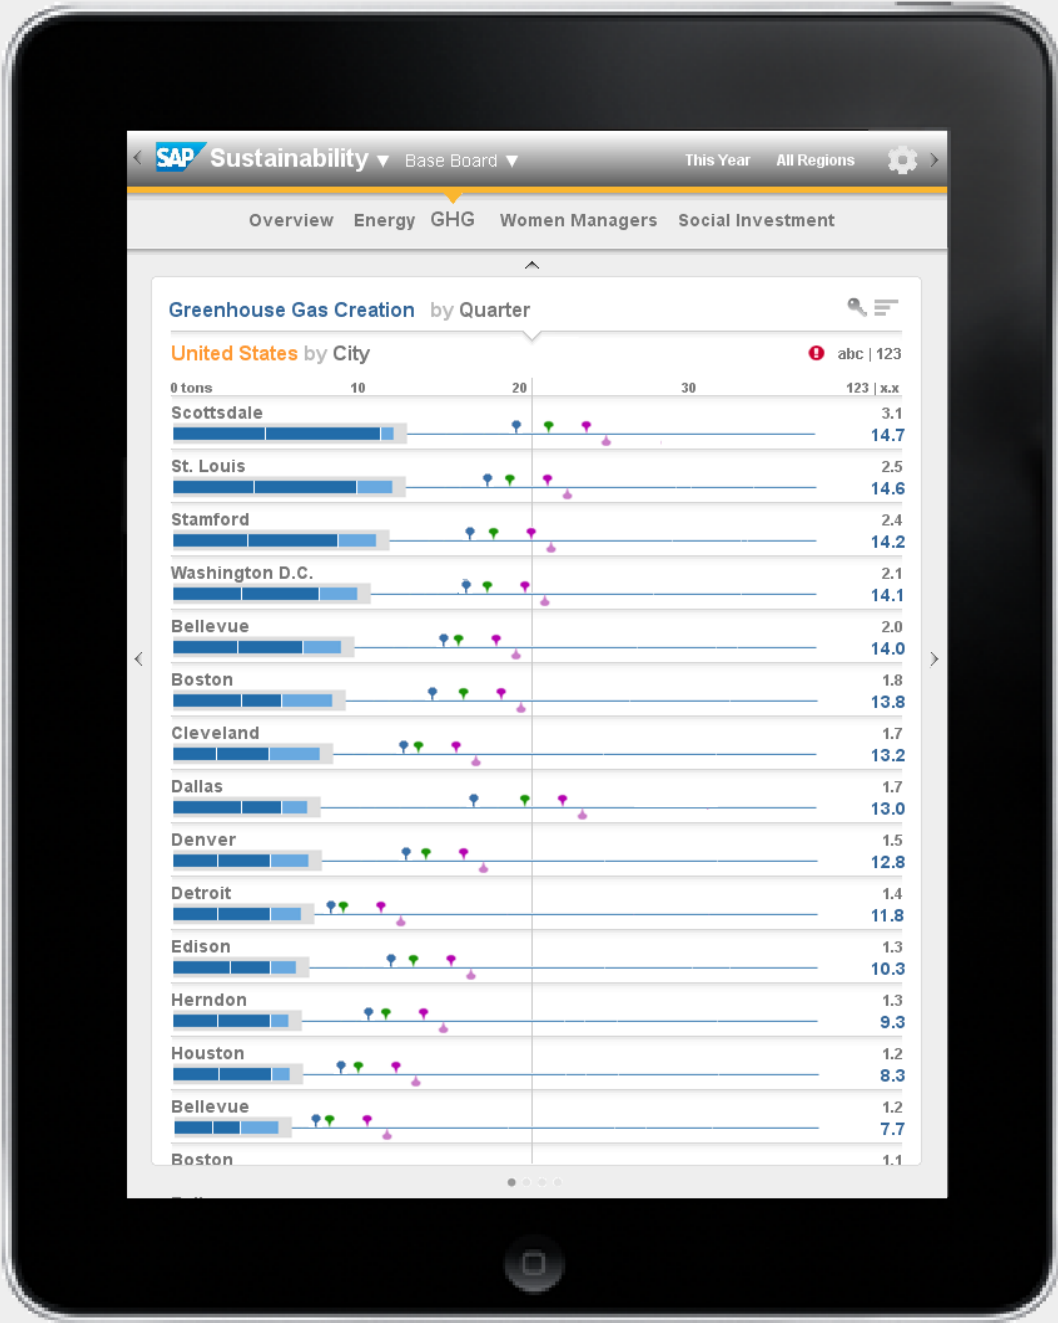 SAP Sustainability ▼ Base Board ▼ This Year All Regions
Overview Energy GHG Women Managers Social Investment
Greenhouse Gas Creation by Quarter
United States by City abc | 123
0 tons 10 20 30 123 | x.x
Scottsdale 3.1
14.7
St. Louis 2.5
14.6
Stamford 2.4
14.2
Washington D.C. 2.1
14.1
Bellevue 2.0
14.0
Boston 1.8
13.8
Cleveland 1.7
13.2
Dallas 1.7
13.0
Denver 1.5
12.8
Detroit 1.4
11.8
Edison 1.3
10.3
Herndon 1.3
9.3
Houston 1.2
8.3
Bellevue 1.2
7.7
Boston 1.1